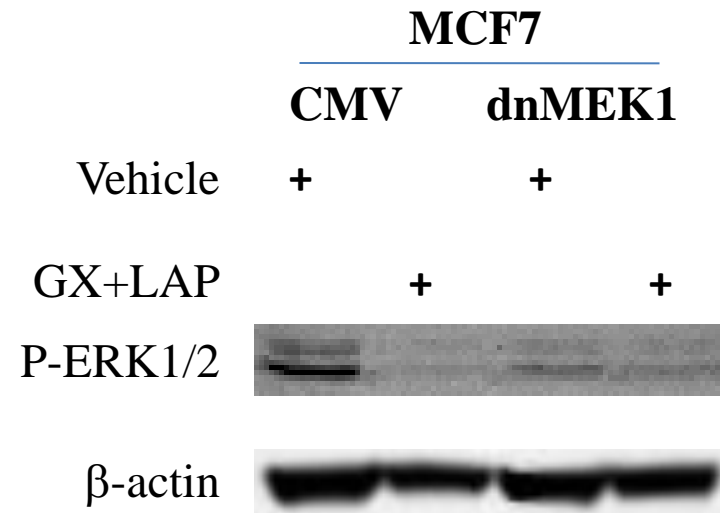 MCF7
CMV dnMEK1
Vehicle + +
GX+LAP + +
P-ERK1/2
β-actin